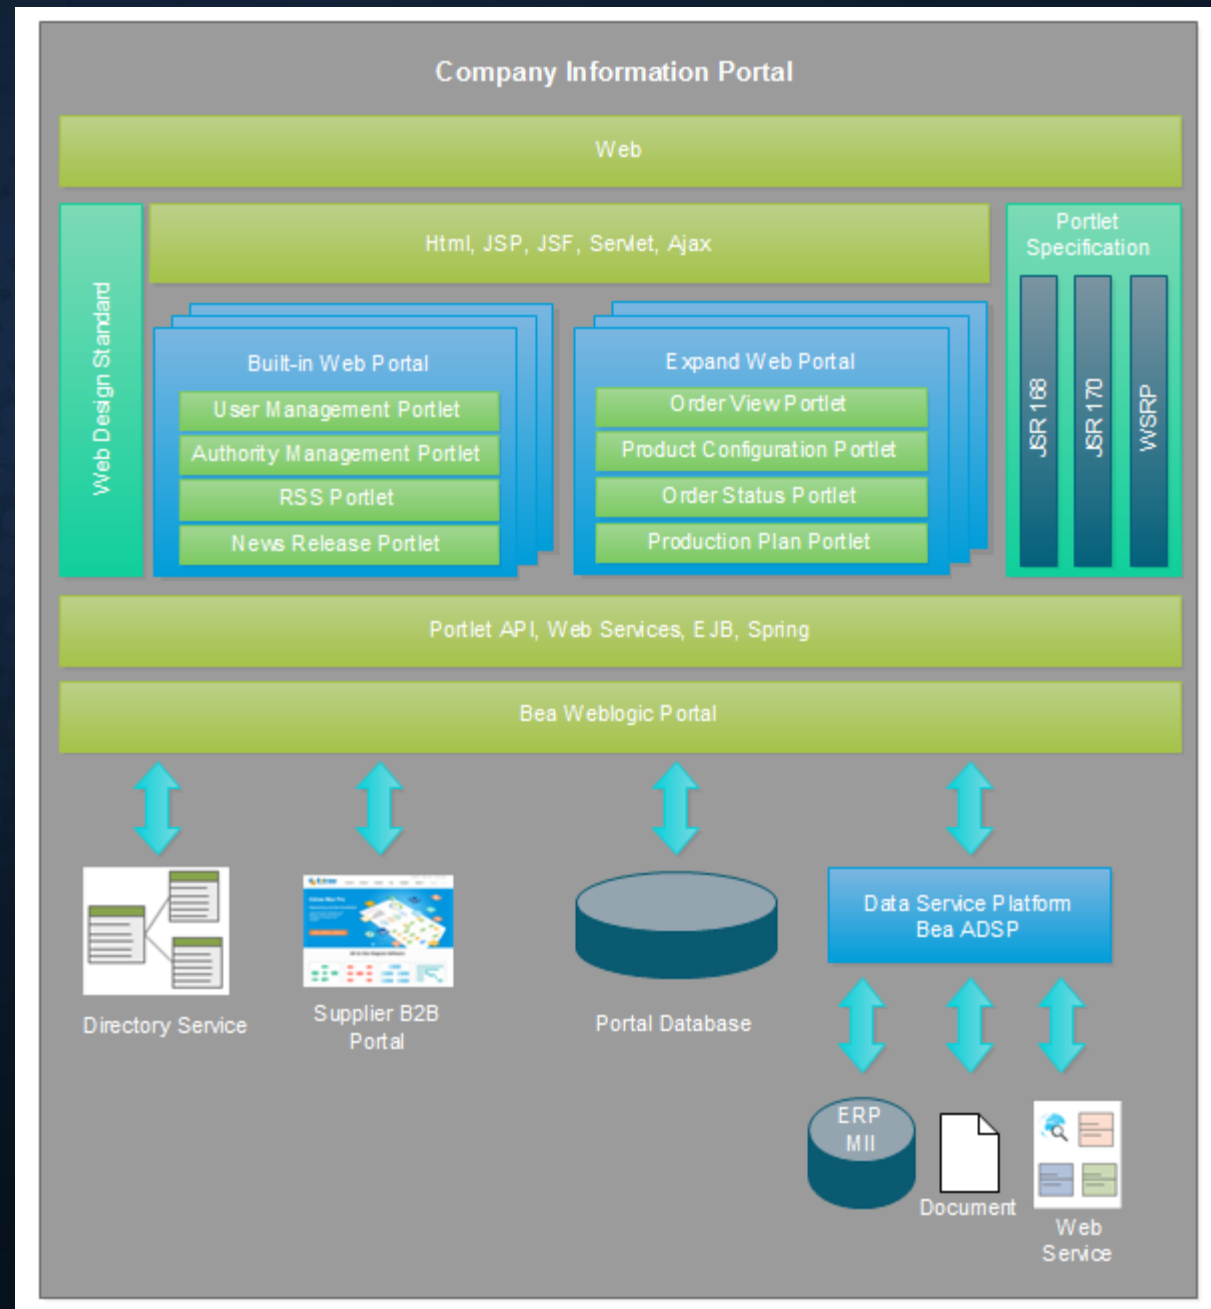 Company Information Portal
Web
Html, JSP, JSF, Servlet, Ajax
Web Design Standard
Built-in Web Portal
User Management Portlet
Authority Management Portlet
RSS Portlet
News Release Portlet
Expand Web Portal
Order View Portlet
Product Configuration Portlet
Order Status Portlet
Production Plan Portlet
Portlet
Specification
JSR 168
JSR 170
WSRP
Portlet API, Web Services, EJB, Spring
Bea Weblogic Portal
Directory Service
Supplier B2B
Portal
Portal Database
Data Service Platform
Bea ADSP
ERP
MII
Document
Web
Service